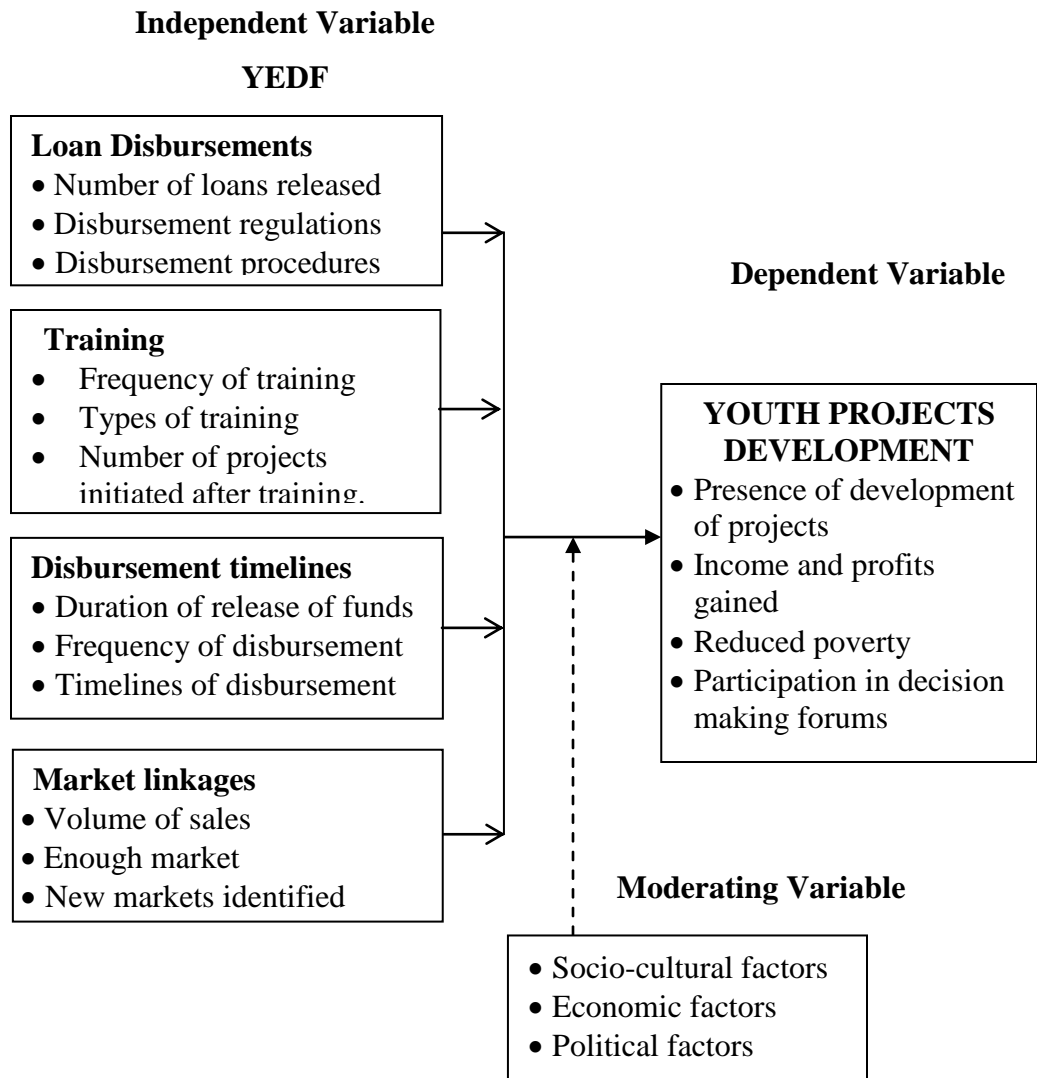 Independent Variable
YEDF
Loan Disbursements
• Number of loans released
• Disbursement regulations
• Disbursement procedures
Training
• Frequency of training
• Types of training
• Number of projects
initiated after training.
Disbursement timelines
• Duration of release of funds
• Frequency of disbursement
• Timelines of disbursement
Market linkages
• Volume of sales
• Enough market
• New markets identified
Dependent Variable
YOUTH PROJECTS
DEVELOPMENT
• Presence of development
of projects
• Income and profits
gained
• Reduced poverty
• Participation in decision
making forums
Moderating Variable
• Socio-cultural factors
• Economic factors
• Political factors